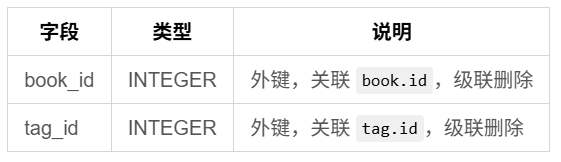 字段 类型 说明
book_id INTEGER 外键，关联 book.id，级联删除
tag_id INTEGER 外键，关联 tag.id，级联删除